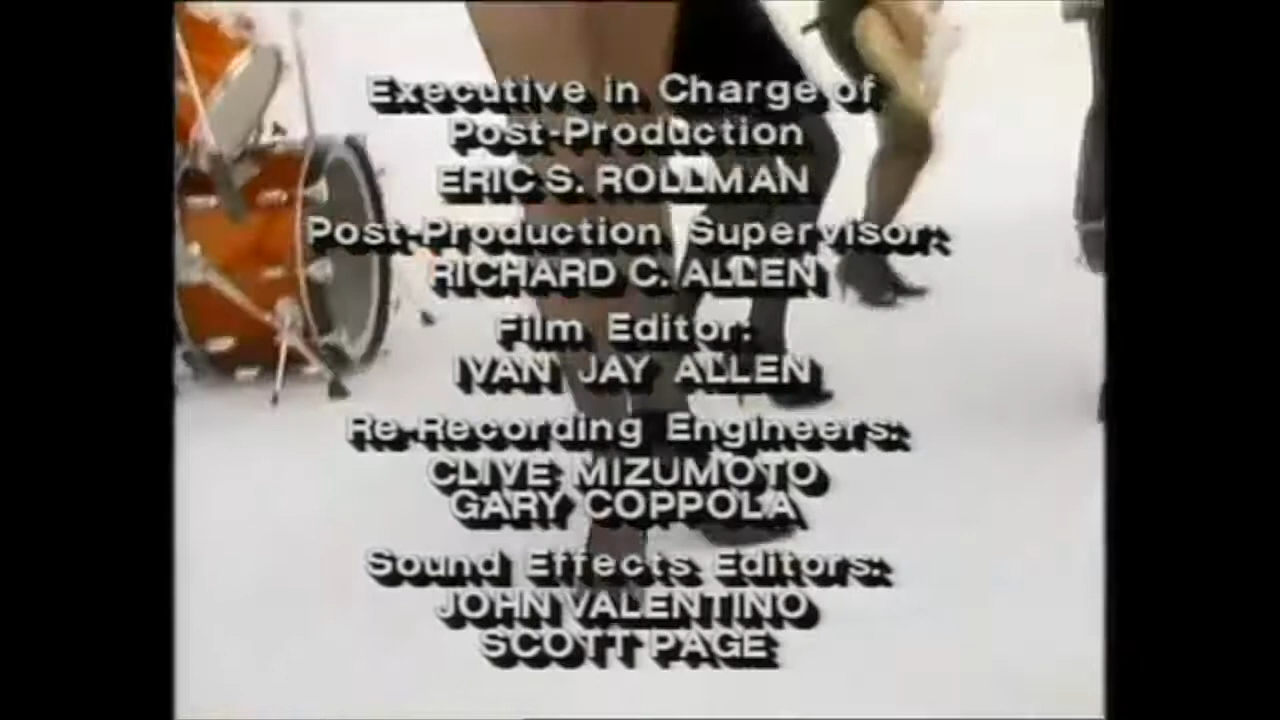 Executive in Charge of
Post-Production
ERIC S. ROLLMAN
Post-Production Supervisor:
RICHARD C. ALLEN
Film Editor:
IVAN JAY ALLEN
Re-Recording Engineers:
CLIVE MIZUMOTO
GARY COPPOLA
Sound Effects Editors:
JOHN VALENTINO
SCOTT PAGE